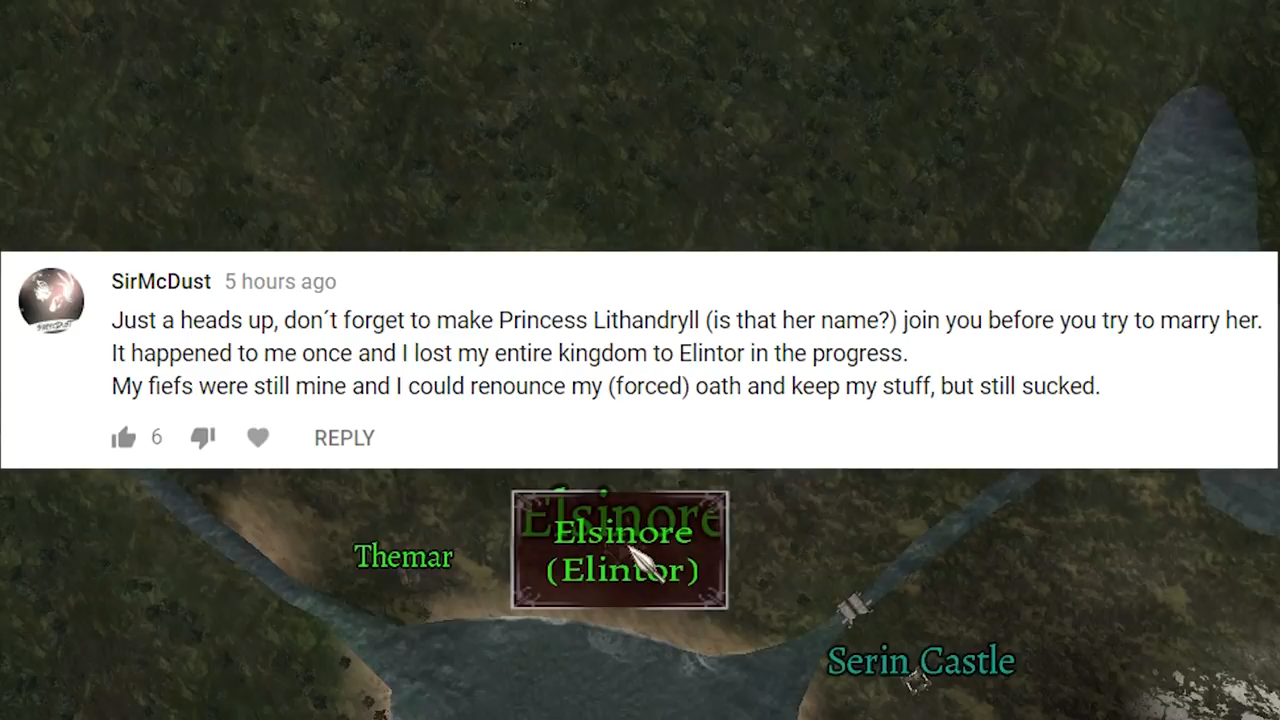 SirMcDust 5 hours ago
Just a heads up, don´t forget to make Princess Lithandryll (is that her name?) join you before you try to marry her.
It happened to me once and I lost my entire kingdom to Elintor in the progress.
My fiefs were still mine and I could renounce my (forced) oath and keep my stuff, but still sucked.
6 REPLY
Elsinore
Elsinore
(Elintor)
Themar
Serin Castle